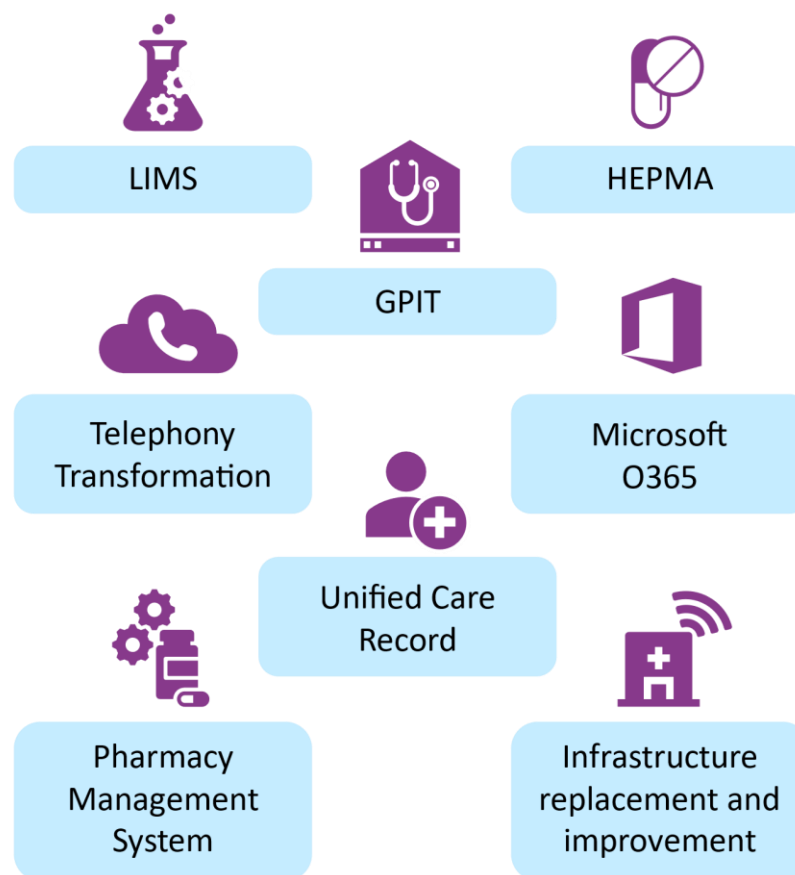 LIMS
HEPMA
GPIT
Telephony
Transformation
Microsoft
O365
Unified Care
Record
Pharmacy
Management
System
Infrastructure
replacement and
improvement